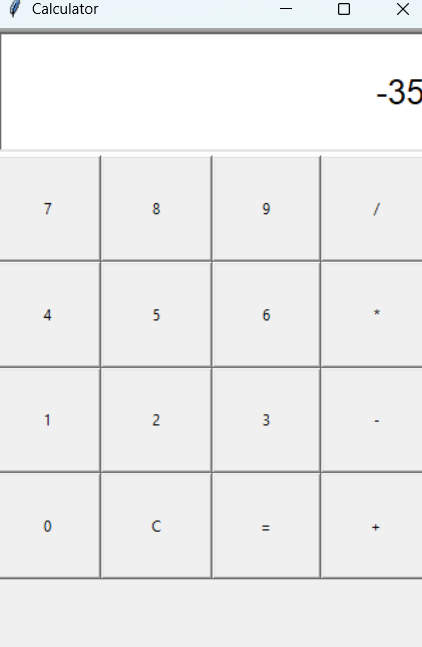 Calculator
-35
7 8 9 /
4 5 6 *
1 2 3 -
0 C = +